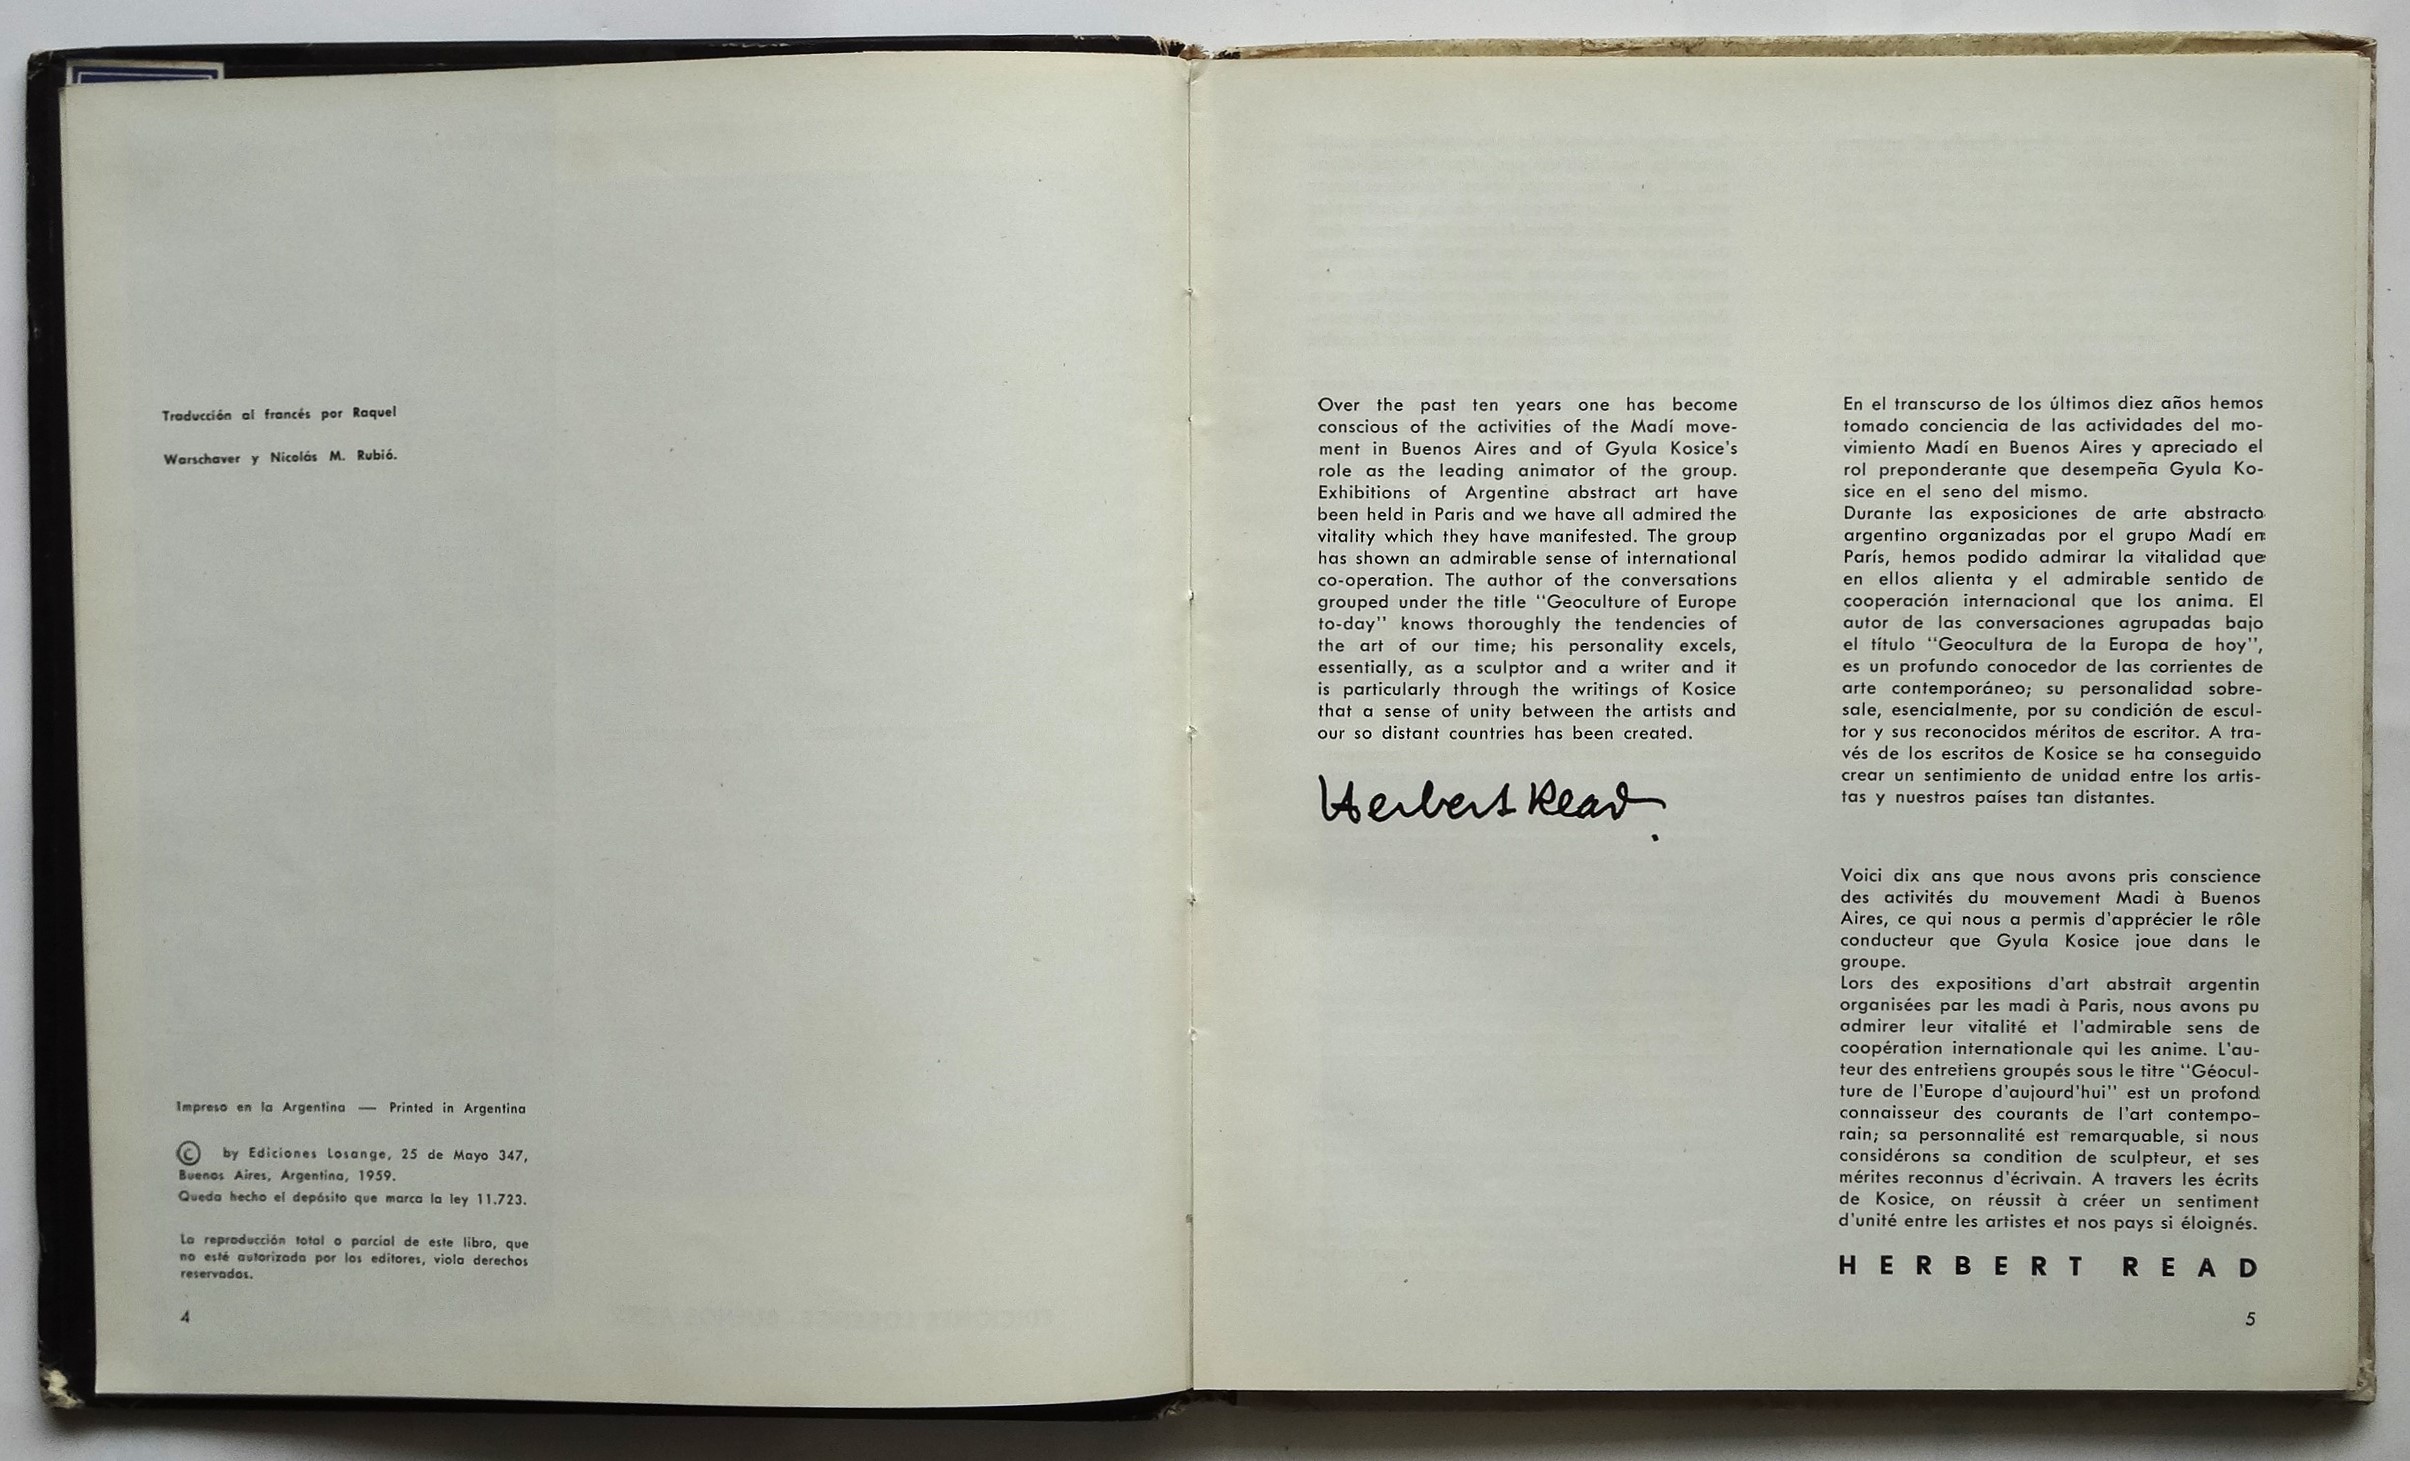 Traducción al francés por Raquel
Warschaver y Nicolás M. Rubió.
Impreso en la Argentina — Printed in Argentina
© by Ediciones Losange, 25 de Mayo 347,
Buenos Aires, Argentina, 1959.
Queda hecho el depósito que marca la ley 11.723.
La reproducción total o parcial de este libro, que
no esté autorizada por los editores, viola derechos
reservados.
4
Over the past ten years one has become
conscious of the activities of the Madí move-
ment in Buenos Aires and of Gyula Kosice's
role as the leading animator of the group.
Exhibitions of Argentine abstract art have
been held in Paris and we have all admired the
vitality which they have manifested. The group
has shown an admirable sense of international
co-operation. The author of the conversations
grouped under the title "Geoculture of Europe
to-day" knows thoroughly the tendencies of
the art of our time; his personality excels,
essentially, as a sculptor and a writer and it
is particularly through the writings of Kosice
that a sense of unity between the artists and
our so distant countries has been created.
Herbert Read.
En el transcurso de los últimos diez años hemos
tomado conciencia de las actividades del mo-
vimiento Madí en Buenos Aires y apreciado el
rol preponderante que desempeña Gyula Ko-
sice en el seno del mismo.
Durante las exposiciones de arte abstracto
argentino organizadas por el grupo Madí en
París, hemos podido admirar la vitalidad que
en ellos alienta y el admirable sentido de
cooperación internacional que los anima. El
autor de las conversaciones agrupadas bajo
el título "Geocultura de la Europa de hoy",
es un profundo conocedor de las corrientes de
arte contemporáneo; su personalidad sobre-
sale, esencialmente, por su condición de escul-
tor y sus reconocidos méritos de escritor. A tra-
vés de los escritos de Kosice se ha conseguido
crear un sentimiento de unidad entre los artis-
tas y nuestros países tan distantes.
Voici dix ans que nous avons pris conscience
des activités du mouvement Madi à Buenos
Aires, ce qui nous a permis d'apprécier le rôle
conducteur que Gyula Kosice joue dans le
groupe.
Lors des expositions d'art abstrait argentin
organisées par les madi à Paris, nous avons pu
admirer leur vitalité et l'admirable sens de
coopération internationale qui les anime. L'au-
teur des entretiens groupés sous le titre "Géocul-
ture de l'Europe d'aujourd'hui" est un profond
connaisseur des courants de l'art contempo-
rain; sa personnalité est remarquable, si nous
considérons sa condition de sculpteur, et ses
mérites reconnus d'écrivain. A travers les écrits
de Kosice, on réussit à créer un sentiment
d'unité entre les artistes et nos pays si éloignés.
HERBERT READ
5